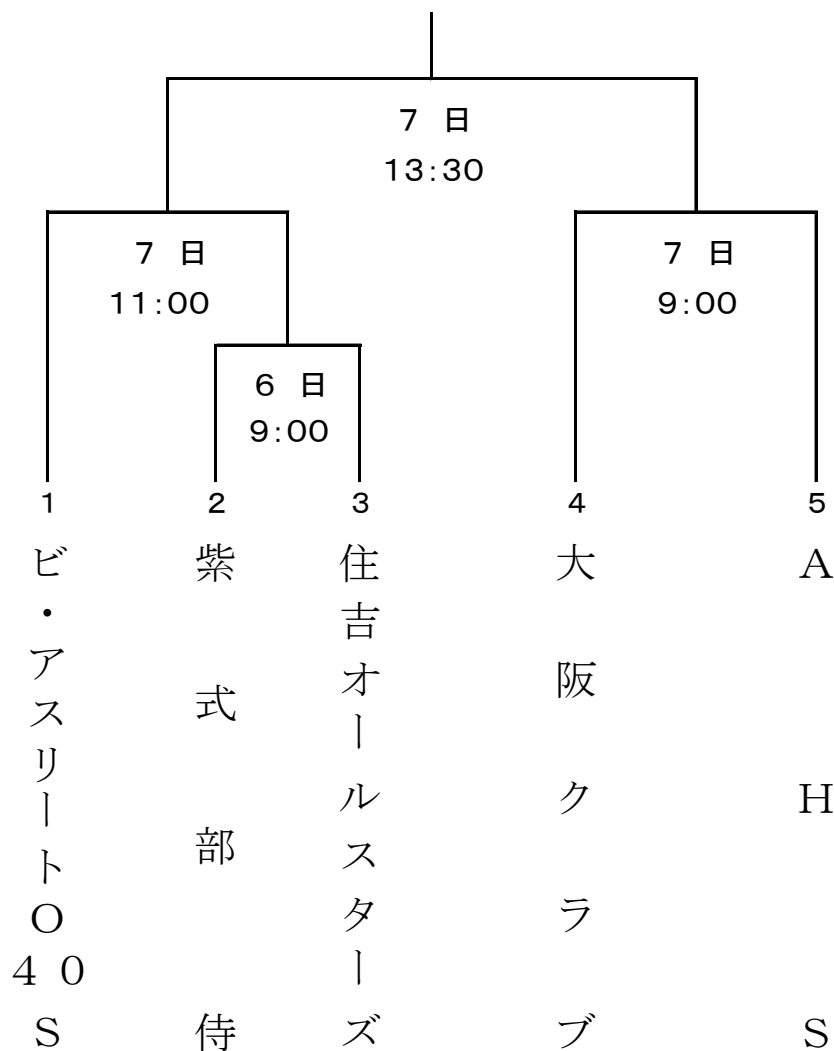 7 日
13:30
7 日
11:00
7 日
9:00
6 日
9:00
1
2
3
4
5
ビ・アスリートO40S
紫式部侍
住吉オールスターズ
大阪クラブ
AHS